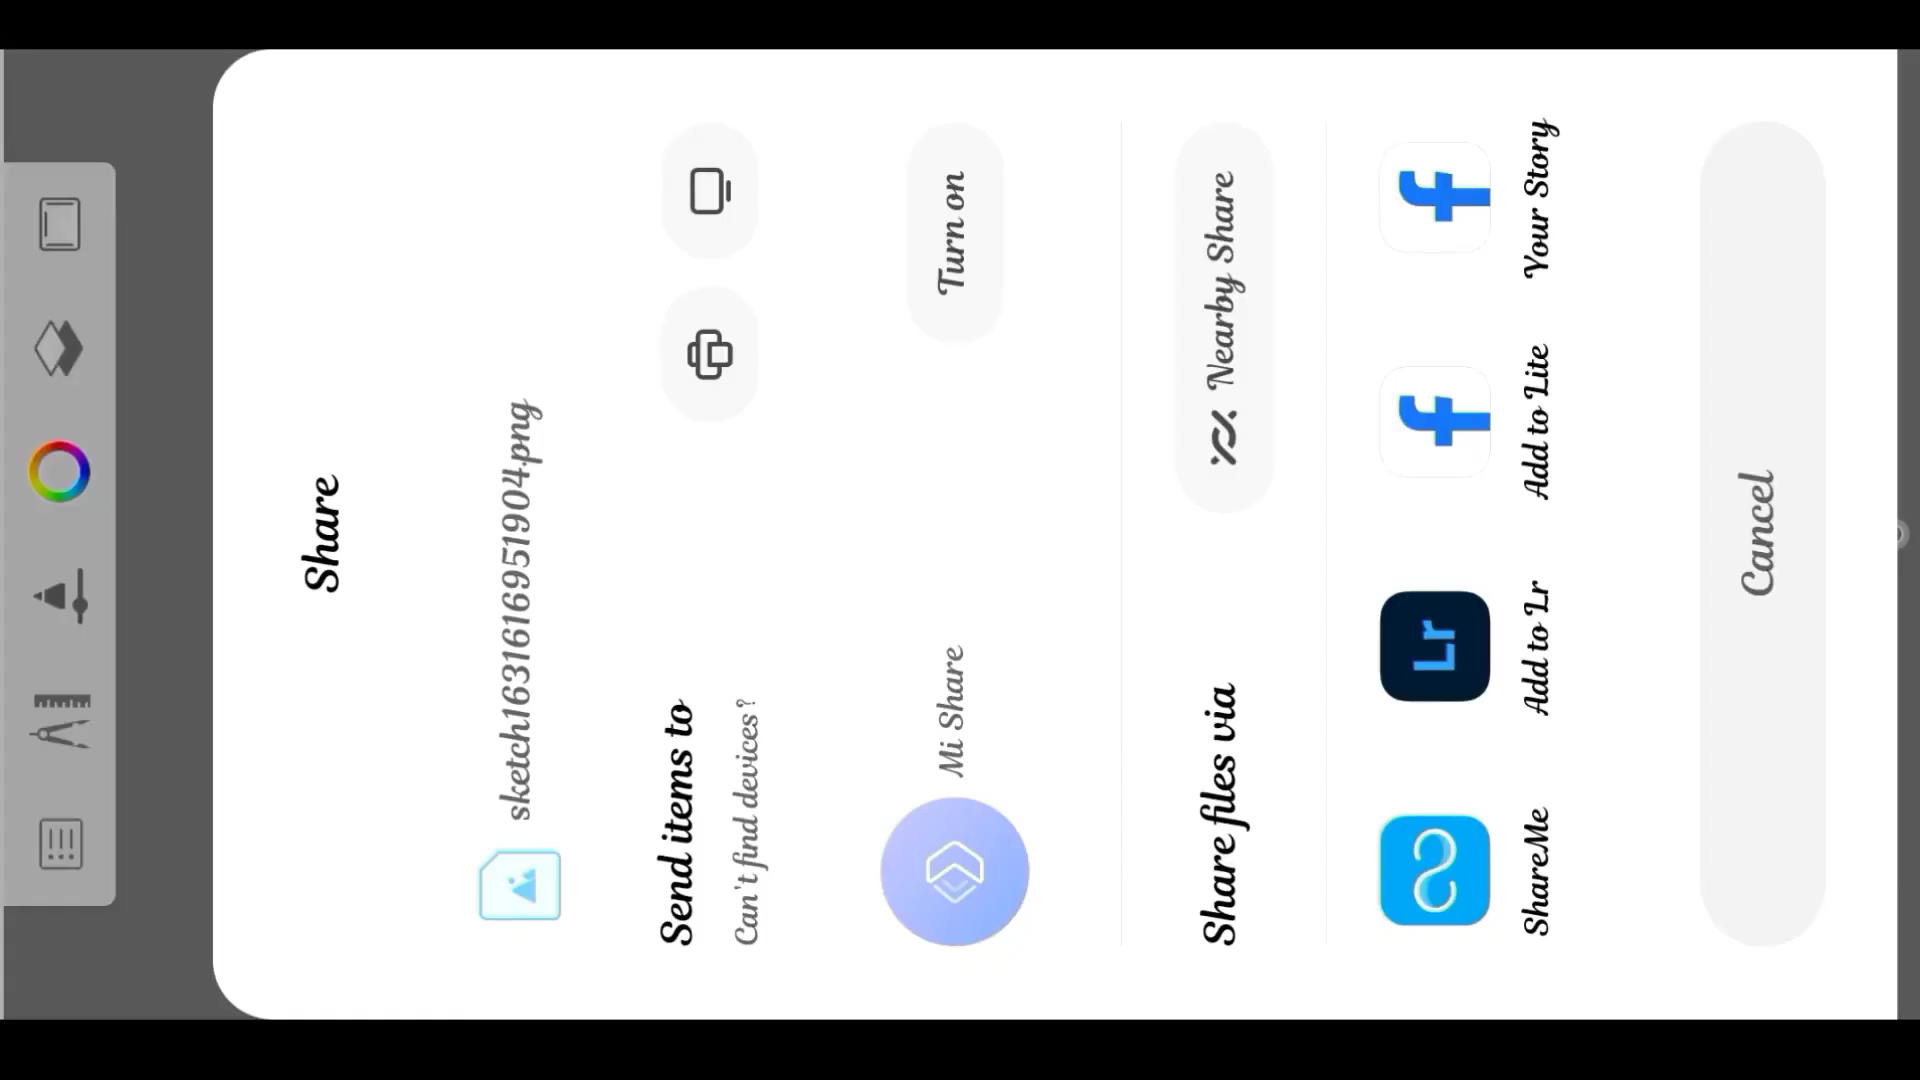 Share
sketch1631616951904.png
Send items to
Can't find devices?
Mi Share
Turn on
Share files via
Nearby Share
Lr
ShareMe
Add to Lr
Add to Lite
Your Story
Cancel